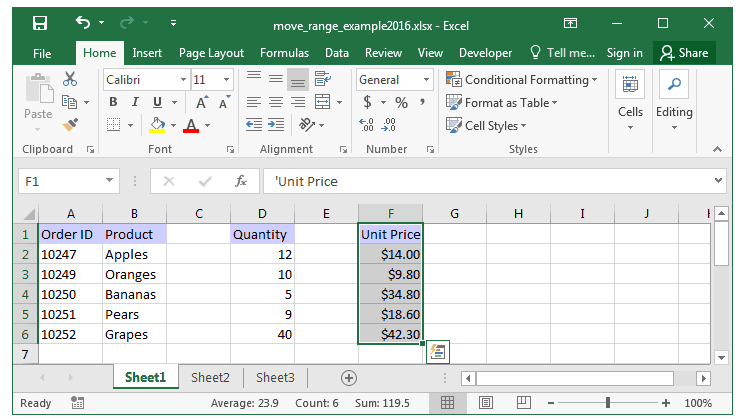 move_range_example2016.xlsx - Excel
File Home Insert Page Layout Formulas Data Review View Developer Tell me... Sign in Share
Calibri 11 General Conditional Formatting
Paste B I U A A $ % , Format as Table Cells Editing
A .0 .00 .00 .0 Cell Styles
Clipboard Font Alignment Number Styles
F1 fx 'Unit Price
A B C D E F G H I J
1 Order ID Product Quantity Unit Price
2 10247 Apples 12 $14.00
3 10249 Oranges 10 $9.80
4 10250 Bananas 5 $34.80
5 10251 Pears 9 $18.60
6 10252 Grapes 40 $42.30
7
Sheet1 Sheet2 Sheet3
Ready Average: 23.9 Count: 6 Sum: 119.5 100%